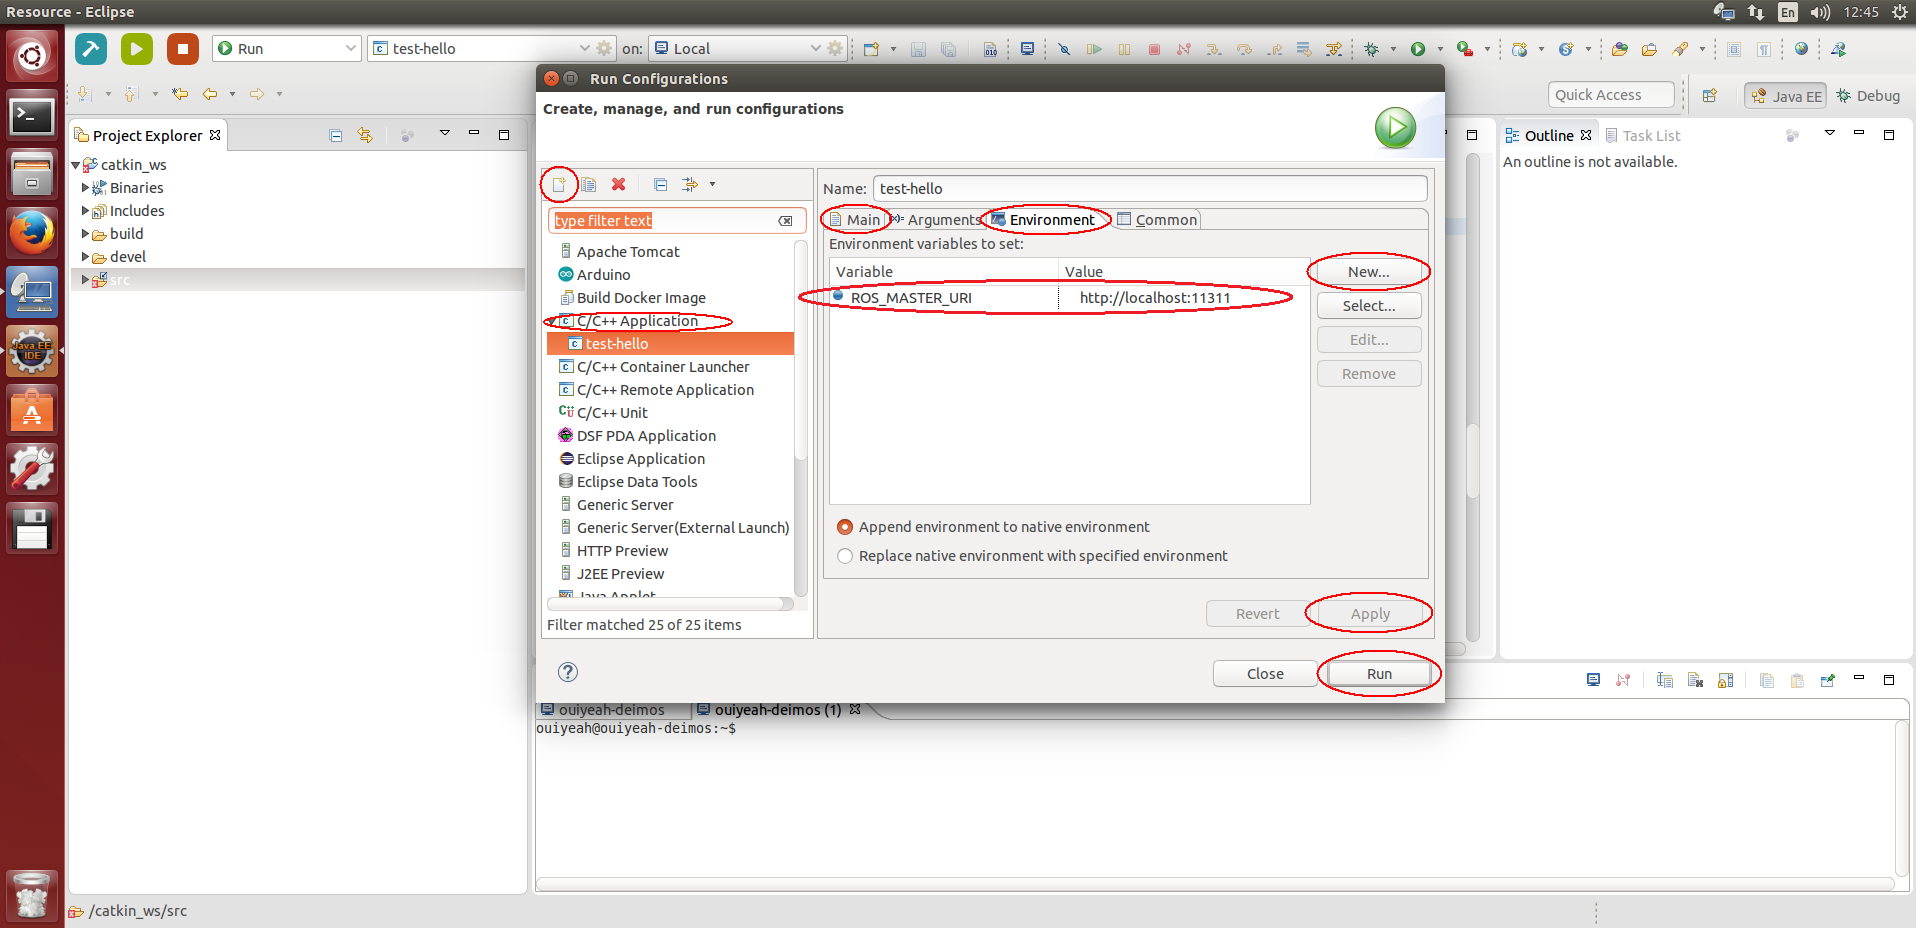 Resource - Eclipse
En
12:45
Run
test-hello
on:
Local
Quick Access
Java EE
Debug
Project Explorer
catkin_ws
Binaries
Includes
build
devel
src
Run Configurations
Create, manage, and run configurations
type filter text
Apache Tomcat
Arduino
Build Docker Image
C/C++ Application
test-hello
C/C++ Container Launcher
C/C++ Remote Application
C/C++ Unit
DSF PDA Application
Eclipse Application
Eclipse Data Tools
Generic Server
Generic Server(External Launch)
HTTP Preview
J2EE Preview
Java Applet
Filter matched 25 of 25 items
Name: test-hello
Main Arguments Environment Common
Environment variables to set:
Variable Value
ROS_MASTER_URI http://localhost:11311
New...
Select...
Edit...
Remove
Append environment to native environment
Replace native environment with specified environment
Revert Apply
Close Run
Outline Task List
An outline is not available.
ouiyeah-deimos ouiyeah-deimos (1)
ouiyeah@ouiyeah-deimos:~$
Java EE
IDE
/catkin_ws/src